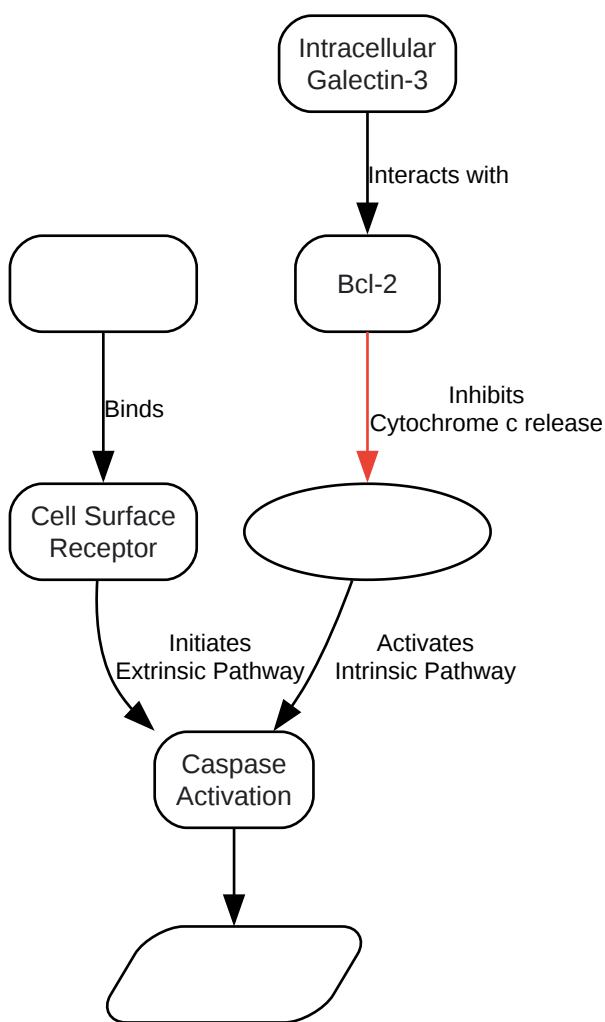 Intracellular
Galectin-3
Interacts with
Bcl-2
Binds
Inhibits
Cytochrome c release
Cell Surface
Receptor
Initiates
Extrinsic Pathway
Activates
Intrinsic Pathway
Caspase
Activation